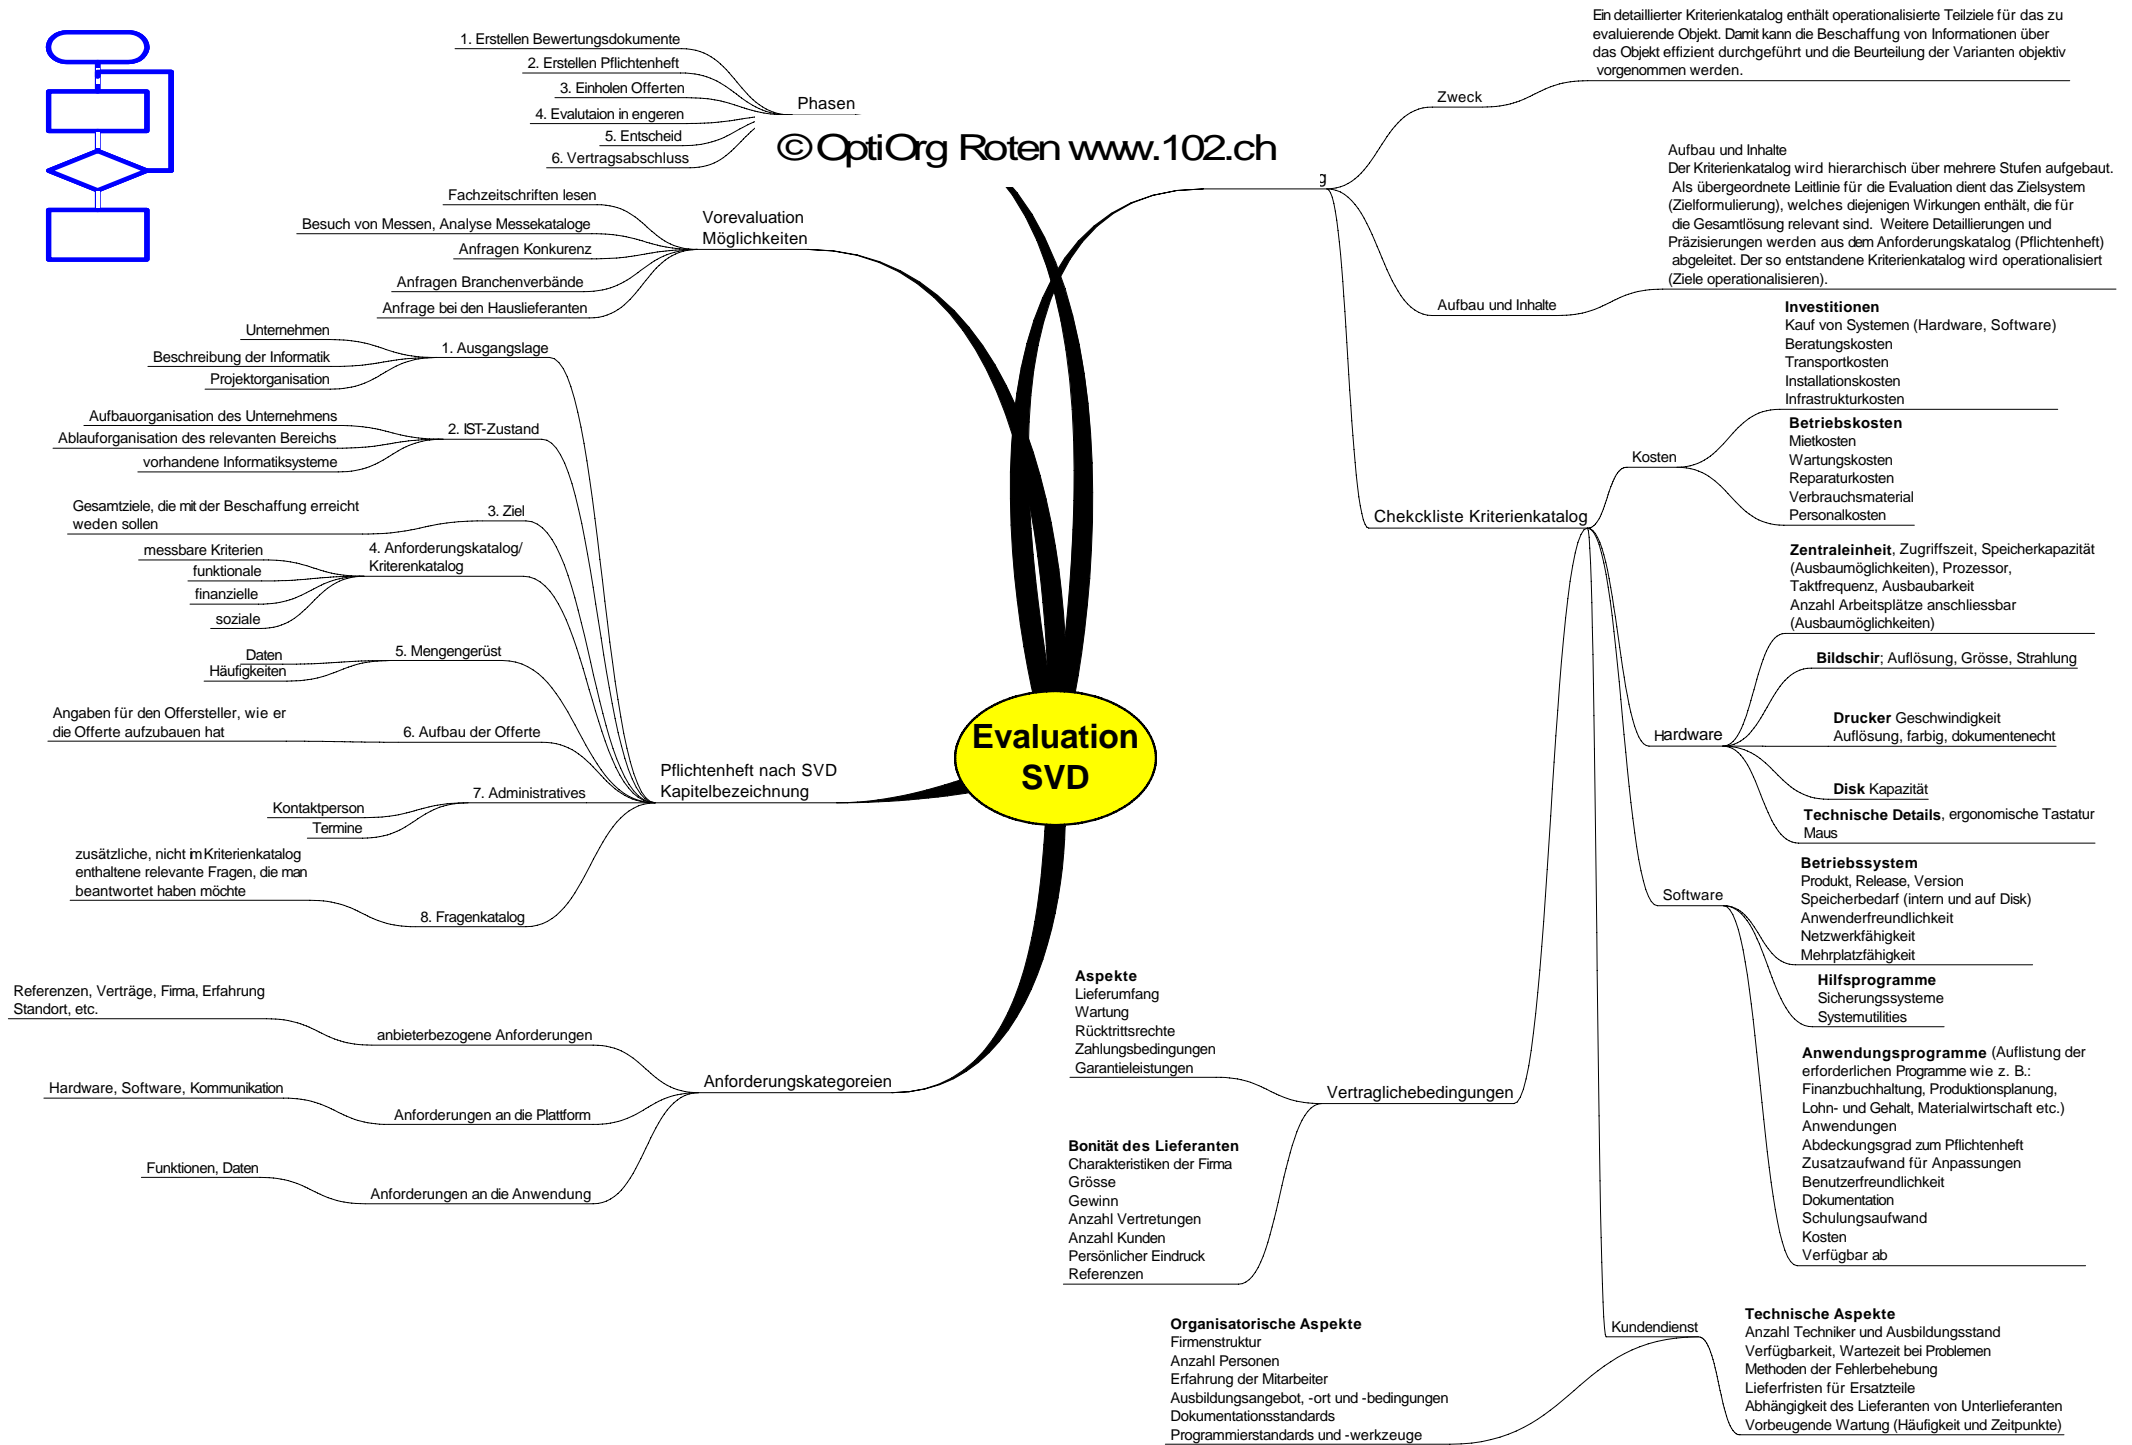 1. Erstellen Bewertungsdokumente
2. Erstellen Pflichtenheft
3. Einholen Offerten
4. Evalutaion in engeren
5. Entscheid
6. Vertragsabschluss
Phasen
© OptiOrg Roten www.102.ch
Fachzeitschriften lesen
Besuch von Messen, Analyse Messekataloge
Anfragen Konkurenz
Anfragen Branchenverbände
Anfrage bei den Hauslieferanten
Vorevaluation
Möglichkeiten
Unternehmen
Beschreibung der Informatik
Projektorganisation
1. Ausgangslage
Aufbauorganisation des Unternehmens
Ablauforganisation des relevanten Bereichs
vorhandene Informatiksysteme
2. IST-Zustand
Gesamtziele, die mit der Beschaffung erreicht
weden sollen
3. Ziel
messbare Kriterien
funktionale
finanzielle
soziale
4. Anforderungskatalog/
Kriterenkatalog
Daten
Häufigkeiten
5. Mengengerüst
Angaben für den Offersteller, wie er
die Offerte aufzubauen hat
6. Aufbau der Offerte
Kontaktperson
Termine
7. Administratives
zusätzliche, nicht im Kriterienkatalog
enthaltene relevante Fragen, die man
beantwortet haben möchte
8. Fragenkatalog
Pflichtenheft nach SVD
Kapitelbezeichnung
Evaluation
SVD
Referenzen, Verträge, Firma, Erfahrung
Standort, etc.
anbieterbezogene Anforderungen
Hardware, Software, Kommunikation
Anforderungen an die Plattform
Funktionen, Daten
Anforderungen an die Anwendung
Anforderungskategoreien
g
Zweck
Ein detaillierter Kriterienkatalog enthält operationalisierte Teilziele für das zu
evaluierende Objekt. Damit kann die Beschaffung von Informationen über
das Objekt effizient durchgeführt und die Beurteilung der Varianten objektiv
vorgenommen werden.
Aufbau und Inhalte
Aufbau und Inhalte
Der Kriterienkatalog wird hierarchisch über mehrere Stufen aufgebaut.
Als übergeordnete Leitlinie für die Evaluation dient das Zielsystem
(Zielformulierung), welches diejenigen Wirkungen enthält, die für
die Gesamtlösung relevant sind. Weitere Detaillierungen und
Präzisierungen werden aus dem Anforderungskatalog (Pflichtenheft)
abgeleitet. Der so entstandene Kriterienkatalog wird operationalisiert
(Ziele operationalisieren).
Chekckliste Kriterienkatalog
Kosten
Investitionen
Kauf von Systemen (Hardware, Software)
Beratungskosten
Transportkosten
Installationskosten
Infrastrukturkosten
Betriebskosten
Mietkosten
Wartungskosten
Reparaturkosten
Verbrauchsmaterial
Personalkosten
Hardware
Zentraleinheit, Zugriffszeit, Speicherkapazität
(Ausbaumöglichkeiten), Prozessor,
Taktfrequenz, Ausbaubarkeit
Anzahl Arbeitsplätze anschliessbar
(Ausbaumöglichkeiten)
Bildschir; Auflösung, Grösse, Strahlung
Drucker Geschwindigkeit
Auflösung, farbig, dokumentenecht
Disk Kapazität
Technische Details, ergonomische Tastatur
Maus
Software
Betriebssystem
Produkt, Release, Version
Speicherbedarf (intern und auf Disk)
Anwenderfreundlichkeit
Netzwerkfähigkeit
Mehrplatzfähigkeit
Hilfsprogramme
Sicherungssysteme
Systemutilities
Anwendungsprogramme (Auflistung der
erforderlichen Programme wie z. B.:
Finanzbuchhaltung, Produktionsplanung,
Lohn- und Gehalt, Materialwirtschaft etc.)
Anwendungen
Abdeckungsgrad zum Pflichtenheft
Zusatzaufwand für Anpassungen
Benutzerfreundlichkeit
Dokumentation
Schulungsaufwand
Kosten
Verfügbar ab
Vertraglichebedingungen
Aspekte
Lieferumfang
Wartung
Rücktrittsrechte
Zahlungsbedingungen
Garantieleistungen
Bonität des Lieferanten
Charakteristiken der Firma
Grösse
Gewinn
Anzahl Vertretungen
Anzahl Kunden
Persönlicher Eindruck
Referenzen
Kundendienst
Organisatorische Aspekte
Firmenstruktur
Anzahl Personen
Erfahrung der Mitarbeiter
Ausbildungsangebot, -ort und -bedingungen
Dokumentationsstandards
Programmierstandards und -werkzeuge
Technische Aspekte
Anzahl Techniker und Ausbildungsstand
Verfügbarkeit, Wartezeit bei Problemen
Methoden der Fehlerbehebung
Lieferfristen für Ersatzteile
Abhängigkeit des Lieferanten von Unterlieferanten
Vorbeugende Wartung (Häufigkeit und Zeitpunkte)